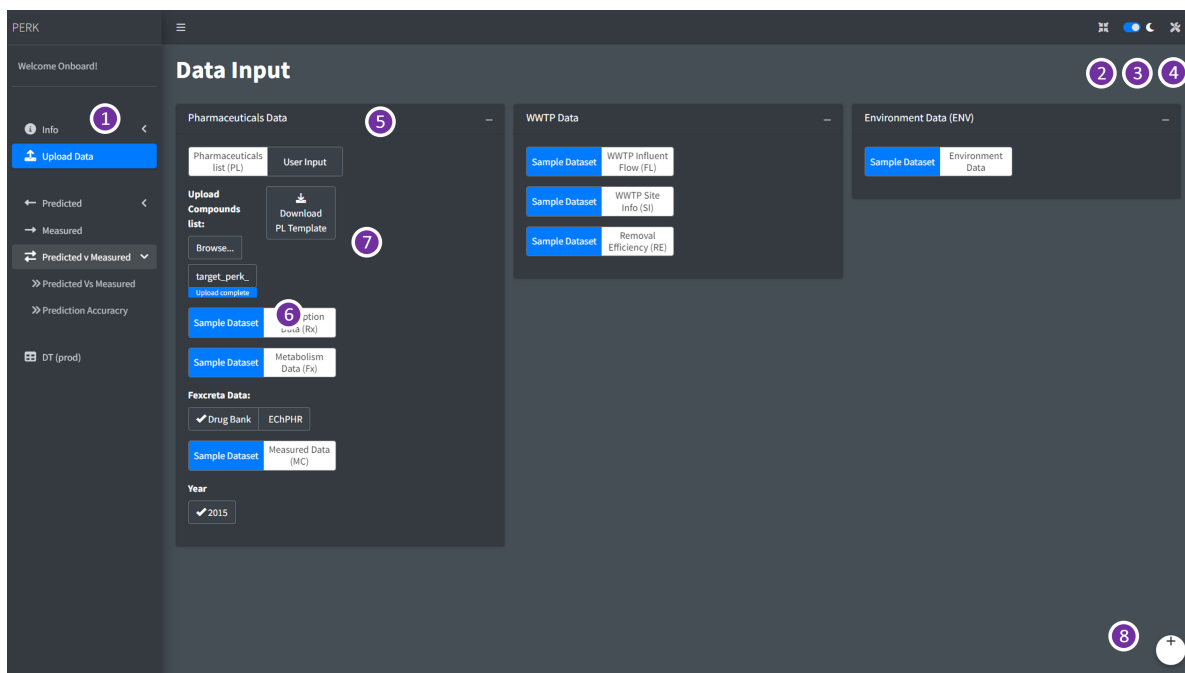 PERK
Welcome Onboard!
1
Info
Upload Data
Predicted
Measured
Predicted v Measured
Predicted Vs Measured
Prediction Accuracry
DT (prod)
Data Input
2
3
4
Pharmaceuticals Data
5
Pharmaceuticals
list (PL)
User Input
Upload
Compounds
list:
Download
PL Template
7
Browse...
target_perk_
Upload complete
6
Sample Dataset
ption
Data (Rx)
Sample Dataset
Metabolism
Data (Fx)
Fexcreta Data:
Drug Bank
EChPHR
Sample Dataset
Measured Data
(MC)
Year
2015
WWTP Data
Sample Dataset
WWTP Influent
Flow (FL)
Sample Dataset
WWTP Site
Info (SI)
Sample Dataset
Removal
Efficiency (RE)
Environment Data (ENV)
Sample Dataset
Environment
Data
8
+